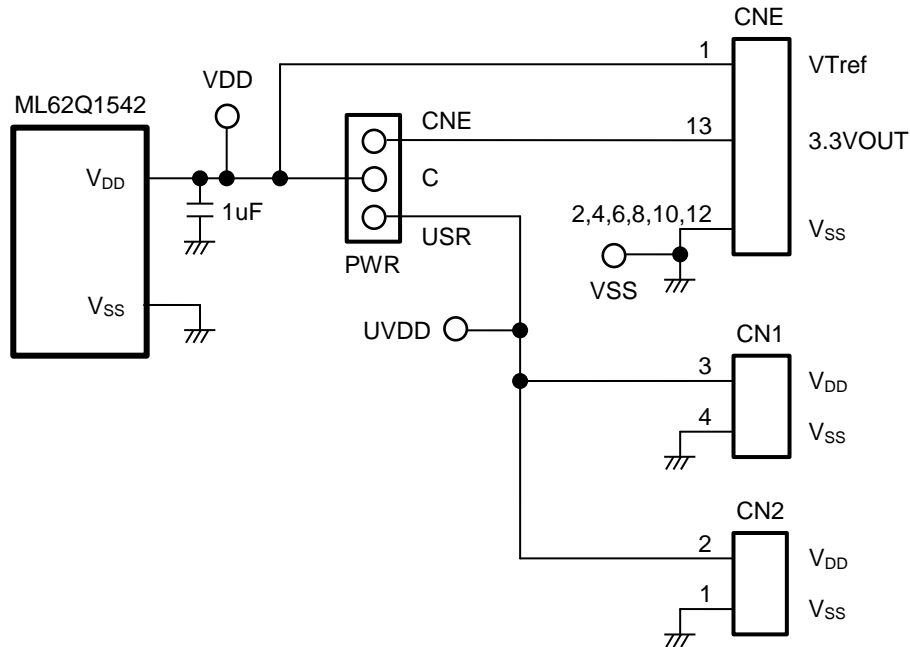 CNE
1
VTref
VDD
ML62Q1542
CNE
13
3.3VOUT
VDD
C
1uF
2,4,6,8,10,12
USR
VSS
PWR
VSS
VSS
UVDD
CN1
3
VDD
4
VSS
CN2
2
VDD
1
VSS